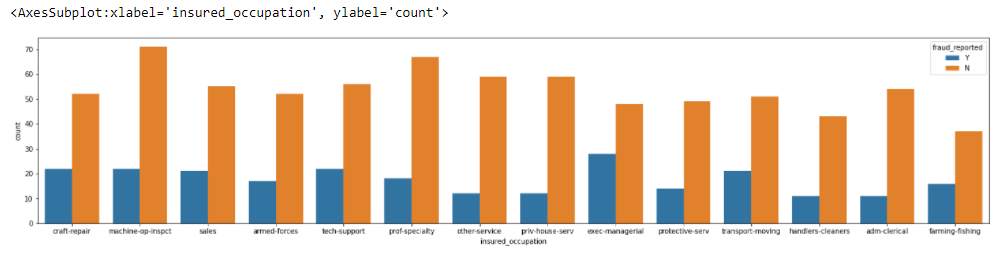 <AxesSubplot:xlabel='insured_occupation', ylabel='count'>
fraud_reported
Y
N
70
60
50
40
30
20
10
0
count
craft-repair machine-op-inspct sales armed-forces tech-support prof-specialty other-service priv-house-serv exec-managerial protective-serv transport-moving handlers-cleaners adm-clerical farming-fishing
insured_occupation